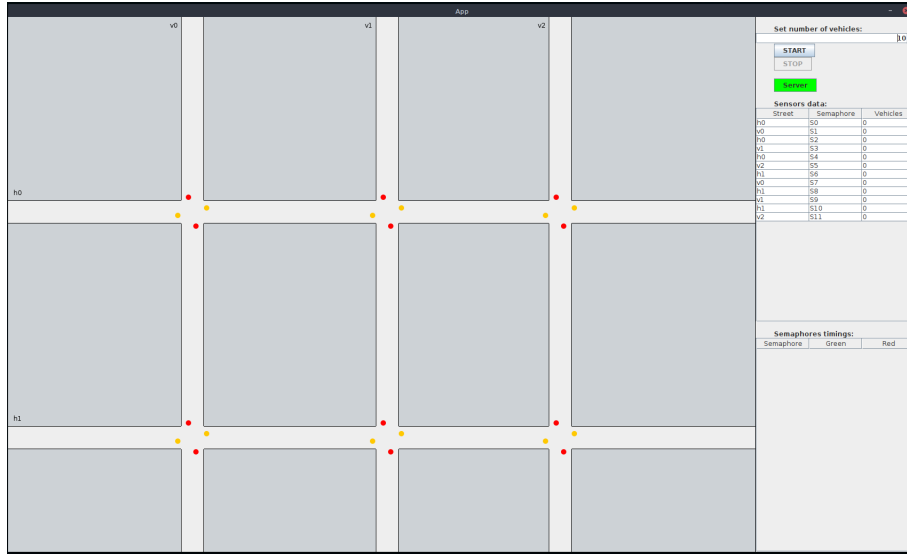 App
v0 v1 v2
h0
h1
Set number of vehicles:
10
START
STOP
Server
Sensors data:
Street Semaphore Vehicles
h0 S0 0
v0 S1 0
h0 S2 0
v1 S3 0
h0 S4 0
v2 S5 0
h1 S6 0
v0 S7 0
h1 S8 0
v1 S9 0
h1 S10 0
v2 S11 0
Semaphores timings:
Semaphore Green Red